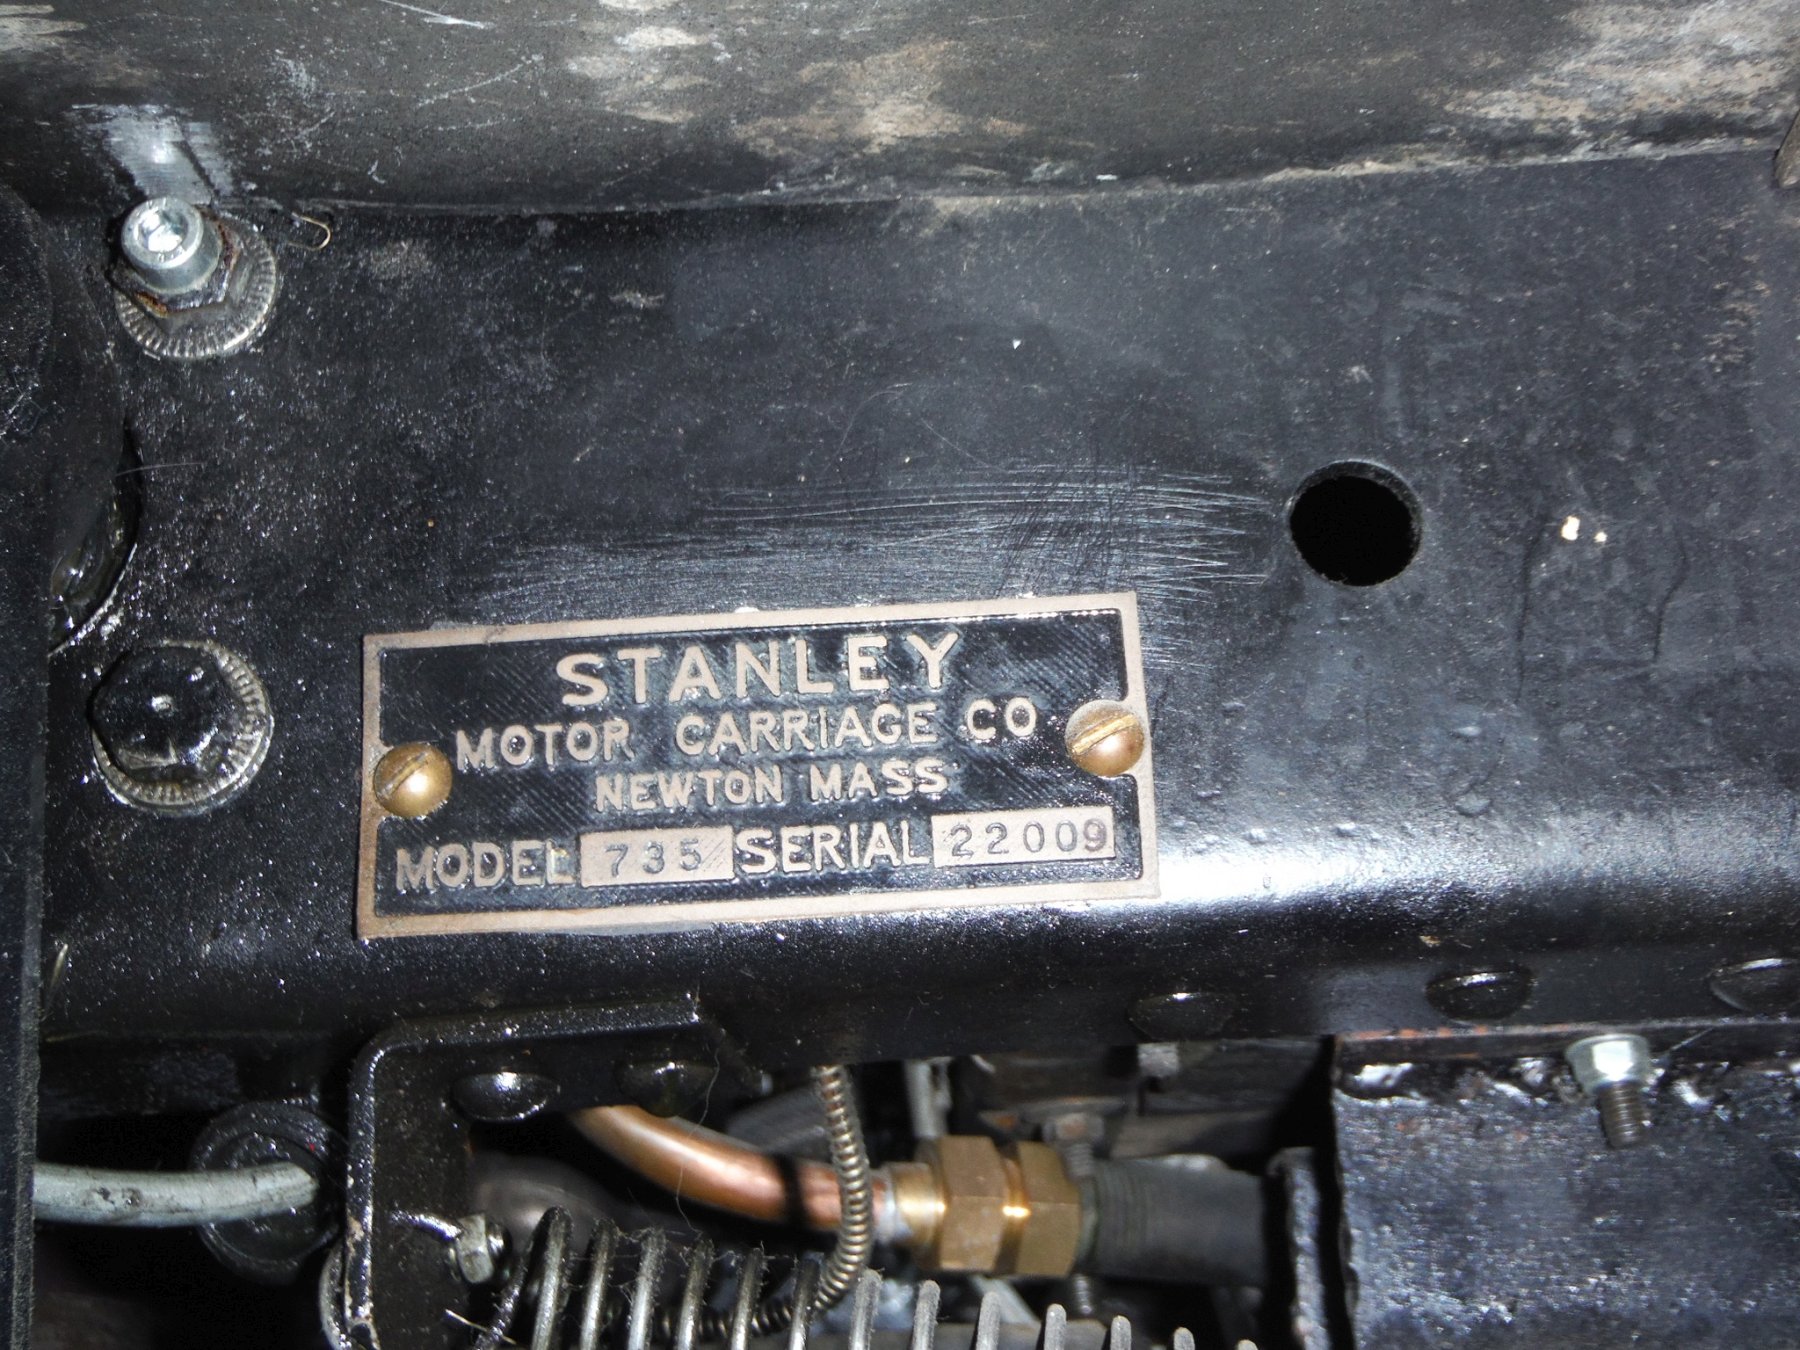 STANLEY
MOTOR CARRIAGE CO
NEWTON MASS
MODEL 735 SERIAL 22009